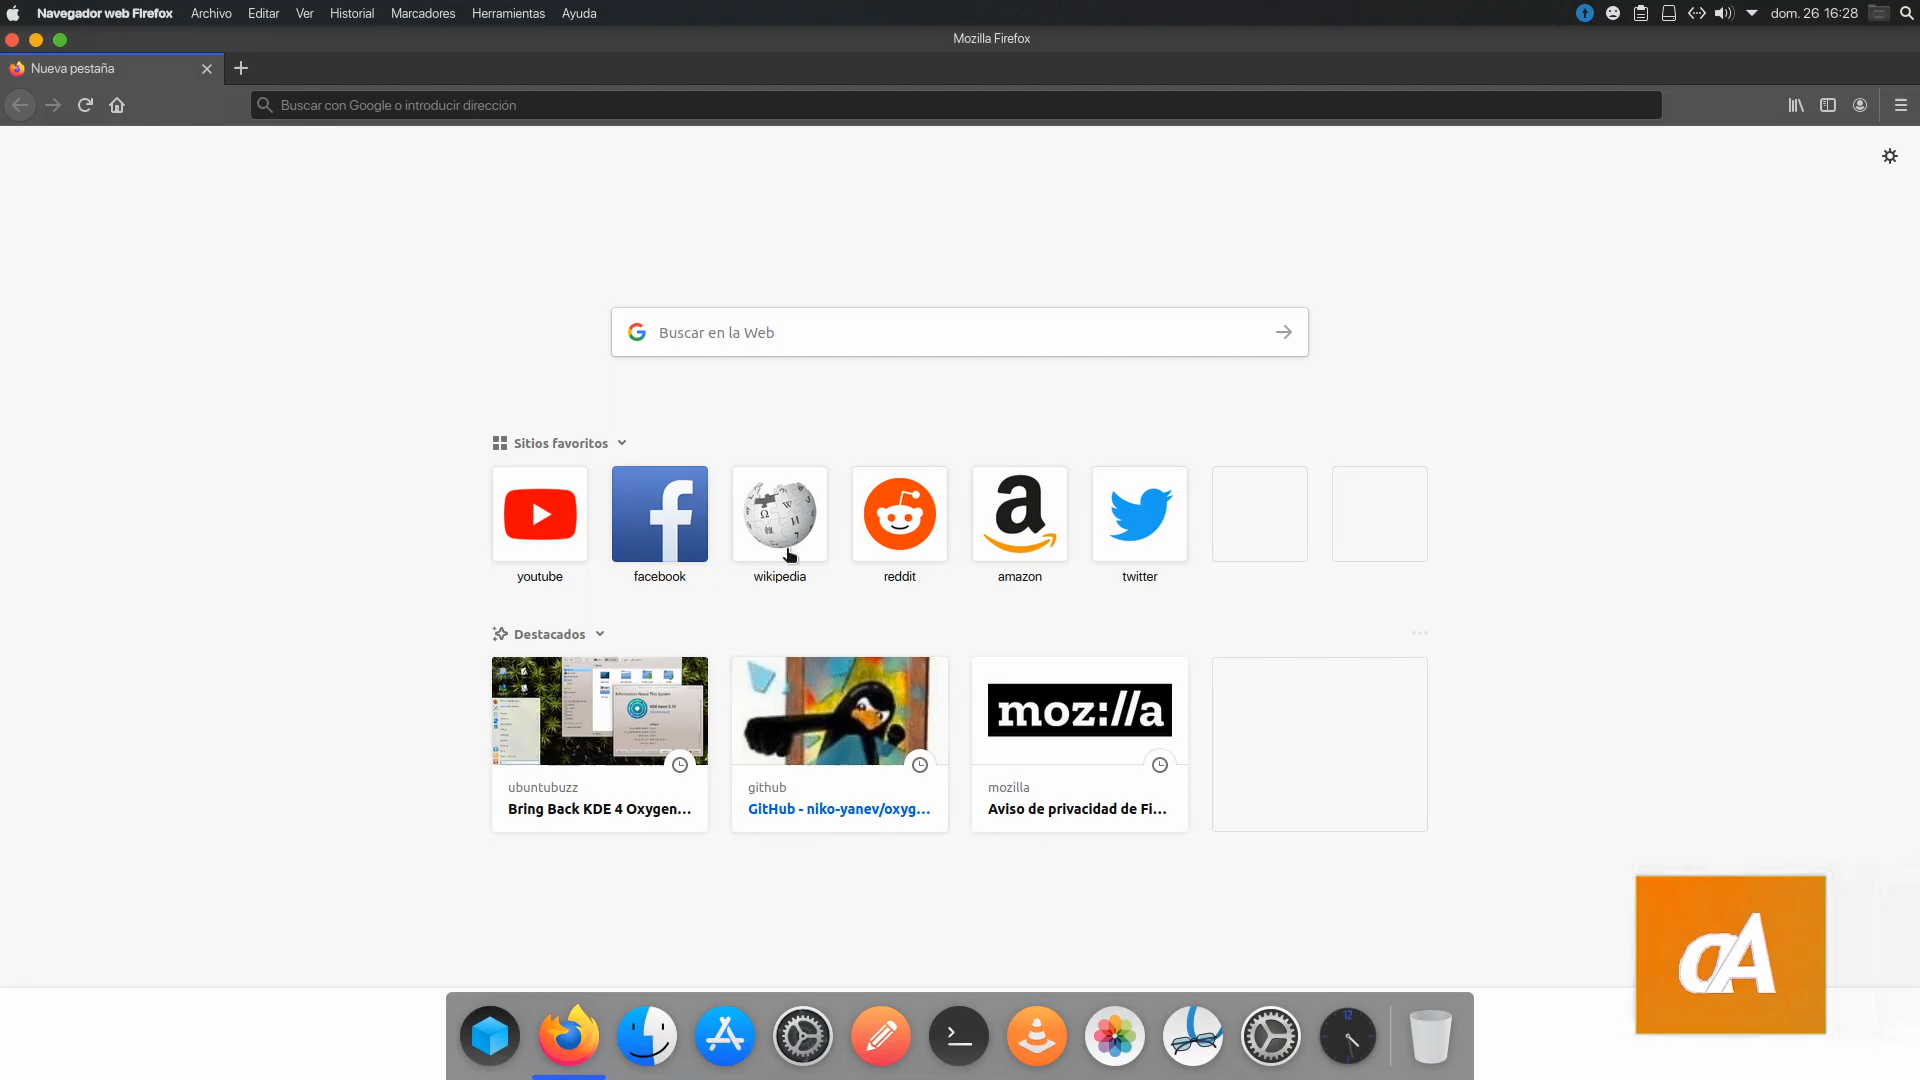 Navegador web Firefox Archivo Editar Ver Historial Marcadores Herramientas Ayuda dom. 26 16:28
Mozilla Firefox
Nueva pestaña
Buscar con Google o introducir dirección
Buscar en la Web
Sitios favoritos
youtube facebook wikipedia reddit amazon twitter
Destacados
moz://a
ubuntubuzz github mozilla
Bring Back KDE 4 Oxygen... GitHub - niko-yanev/oxyg... Aviso de privacidad de Fi...